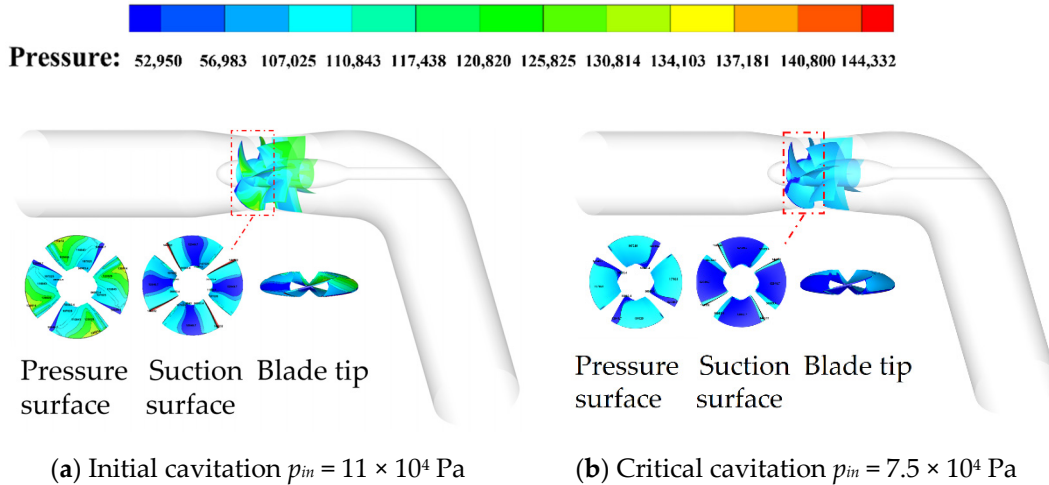 Pressure: 52,950 56,983 107,025 110,843 117,438 120,820 125,825 130,814 134,103 137,181 140,800 144,332
Pressure surface
Suction surface
Blade tip
Pressure surface
Suction surface
Blade tip
(a) Initial cavitation pin = 11 × 10⁴ Pa
(b) Critical cavitation pin = 7.5 × 10⁴ Pa